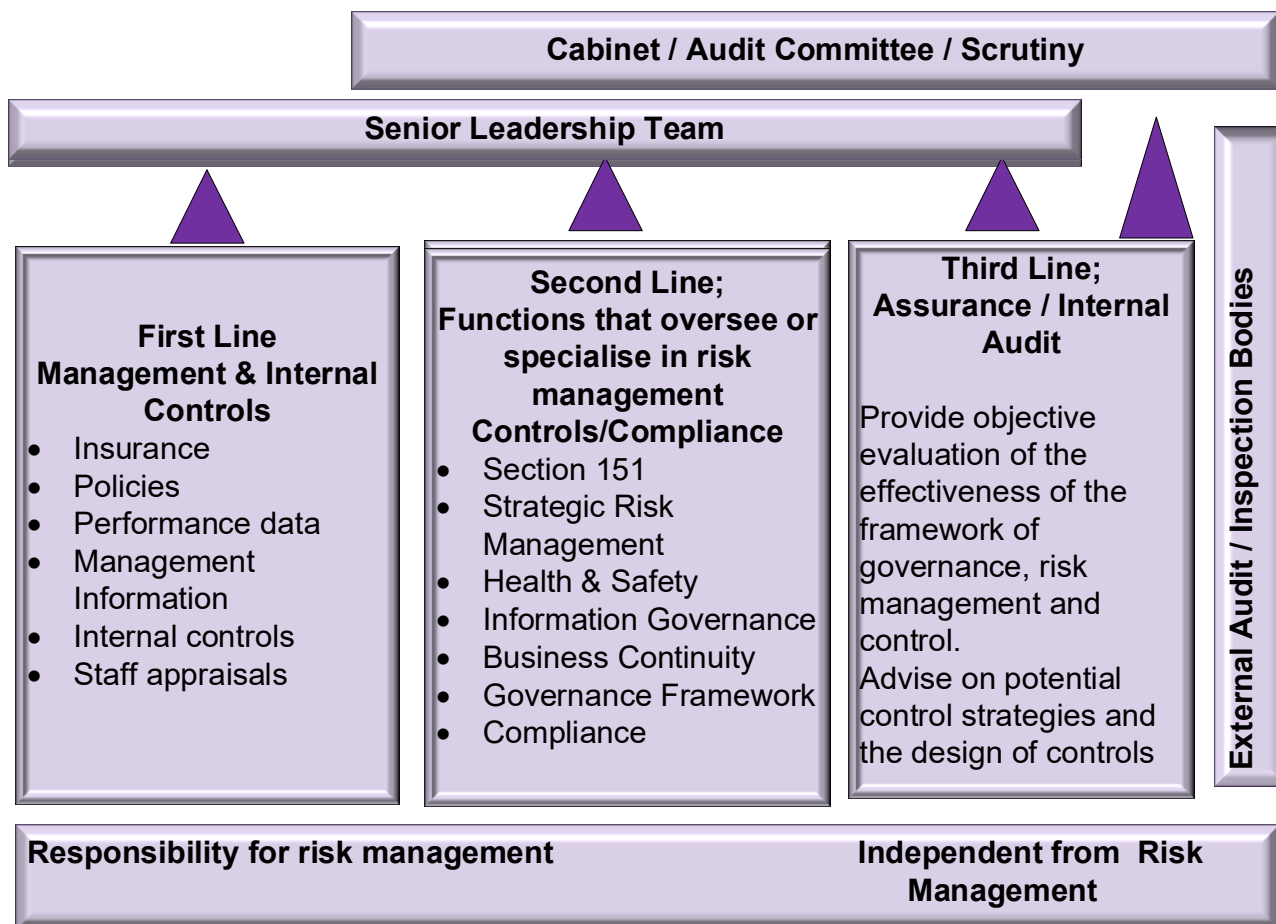 Cabinet / Audit Committee / Scrutiny
Senior Leadership Team
First Line
Management & Internal
Controls
• Insurance
• Policies
• Performance data
• Management
Information
• Internal controls
• Staff appraisals
Second Line;
Functions that oversee or
specialise in risk
management
Controls/Compliance
• Section 151
• Strategic Risk
Management
• Health & Safety
• Information Governance
• Business Continuity
• Governance Framework
• Compliance
Third Line;
Assurance / Internal
Audit
Provide objective
evaluation of the
effectiveness of the
framework of
governance, risk
management and
control.
Advise on potential
control strategies and
the design of controls
External Audit / Inspection Bodies
Responsibility for risk management
Independent from Risk
Management